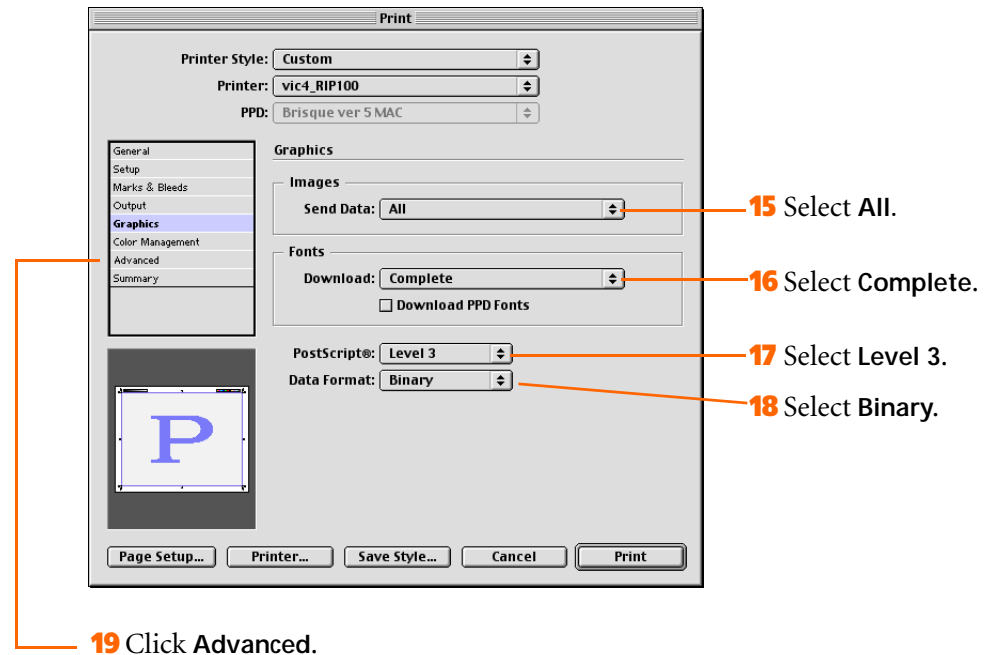 Print
Printer Style: Custom
Printer: vic4_RIP100
PPD: Brisque ver 5 MAC
General
Setup
Marks & Bleeds
Output
Graphics
Color Management
Advanced
Summary
Graphics
Images
Send Data: All
Fonts
Download: Complete
Download PPD Fonts
PostScript®: Level 3
Data Format: Binary
P
Page Setup...
Printer...
Save Style...
Cancel
Print
15 Select All.
16 Select Complete.
17 Select Level 3.
18 Select Binary.
19 Click Advanced.